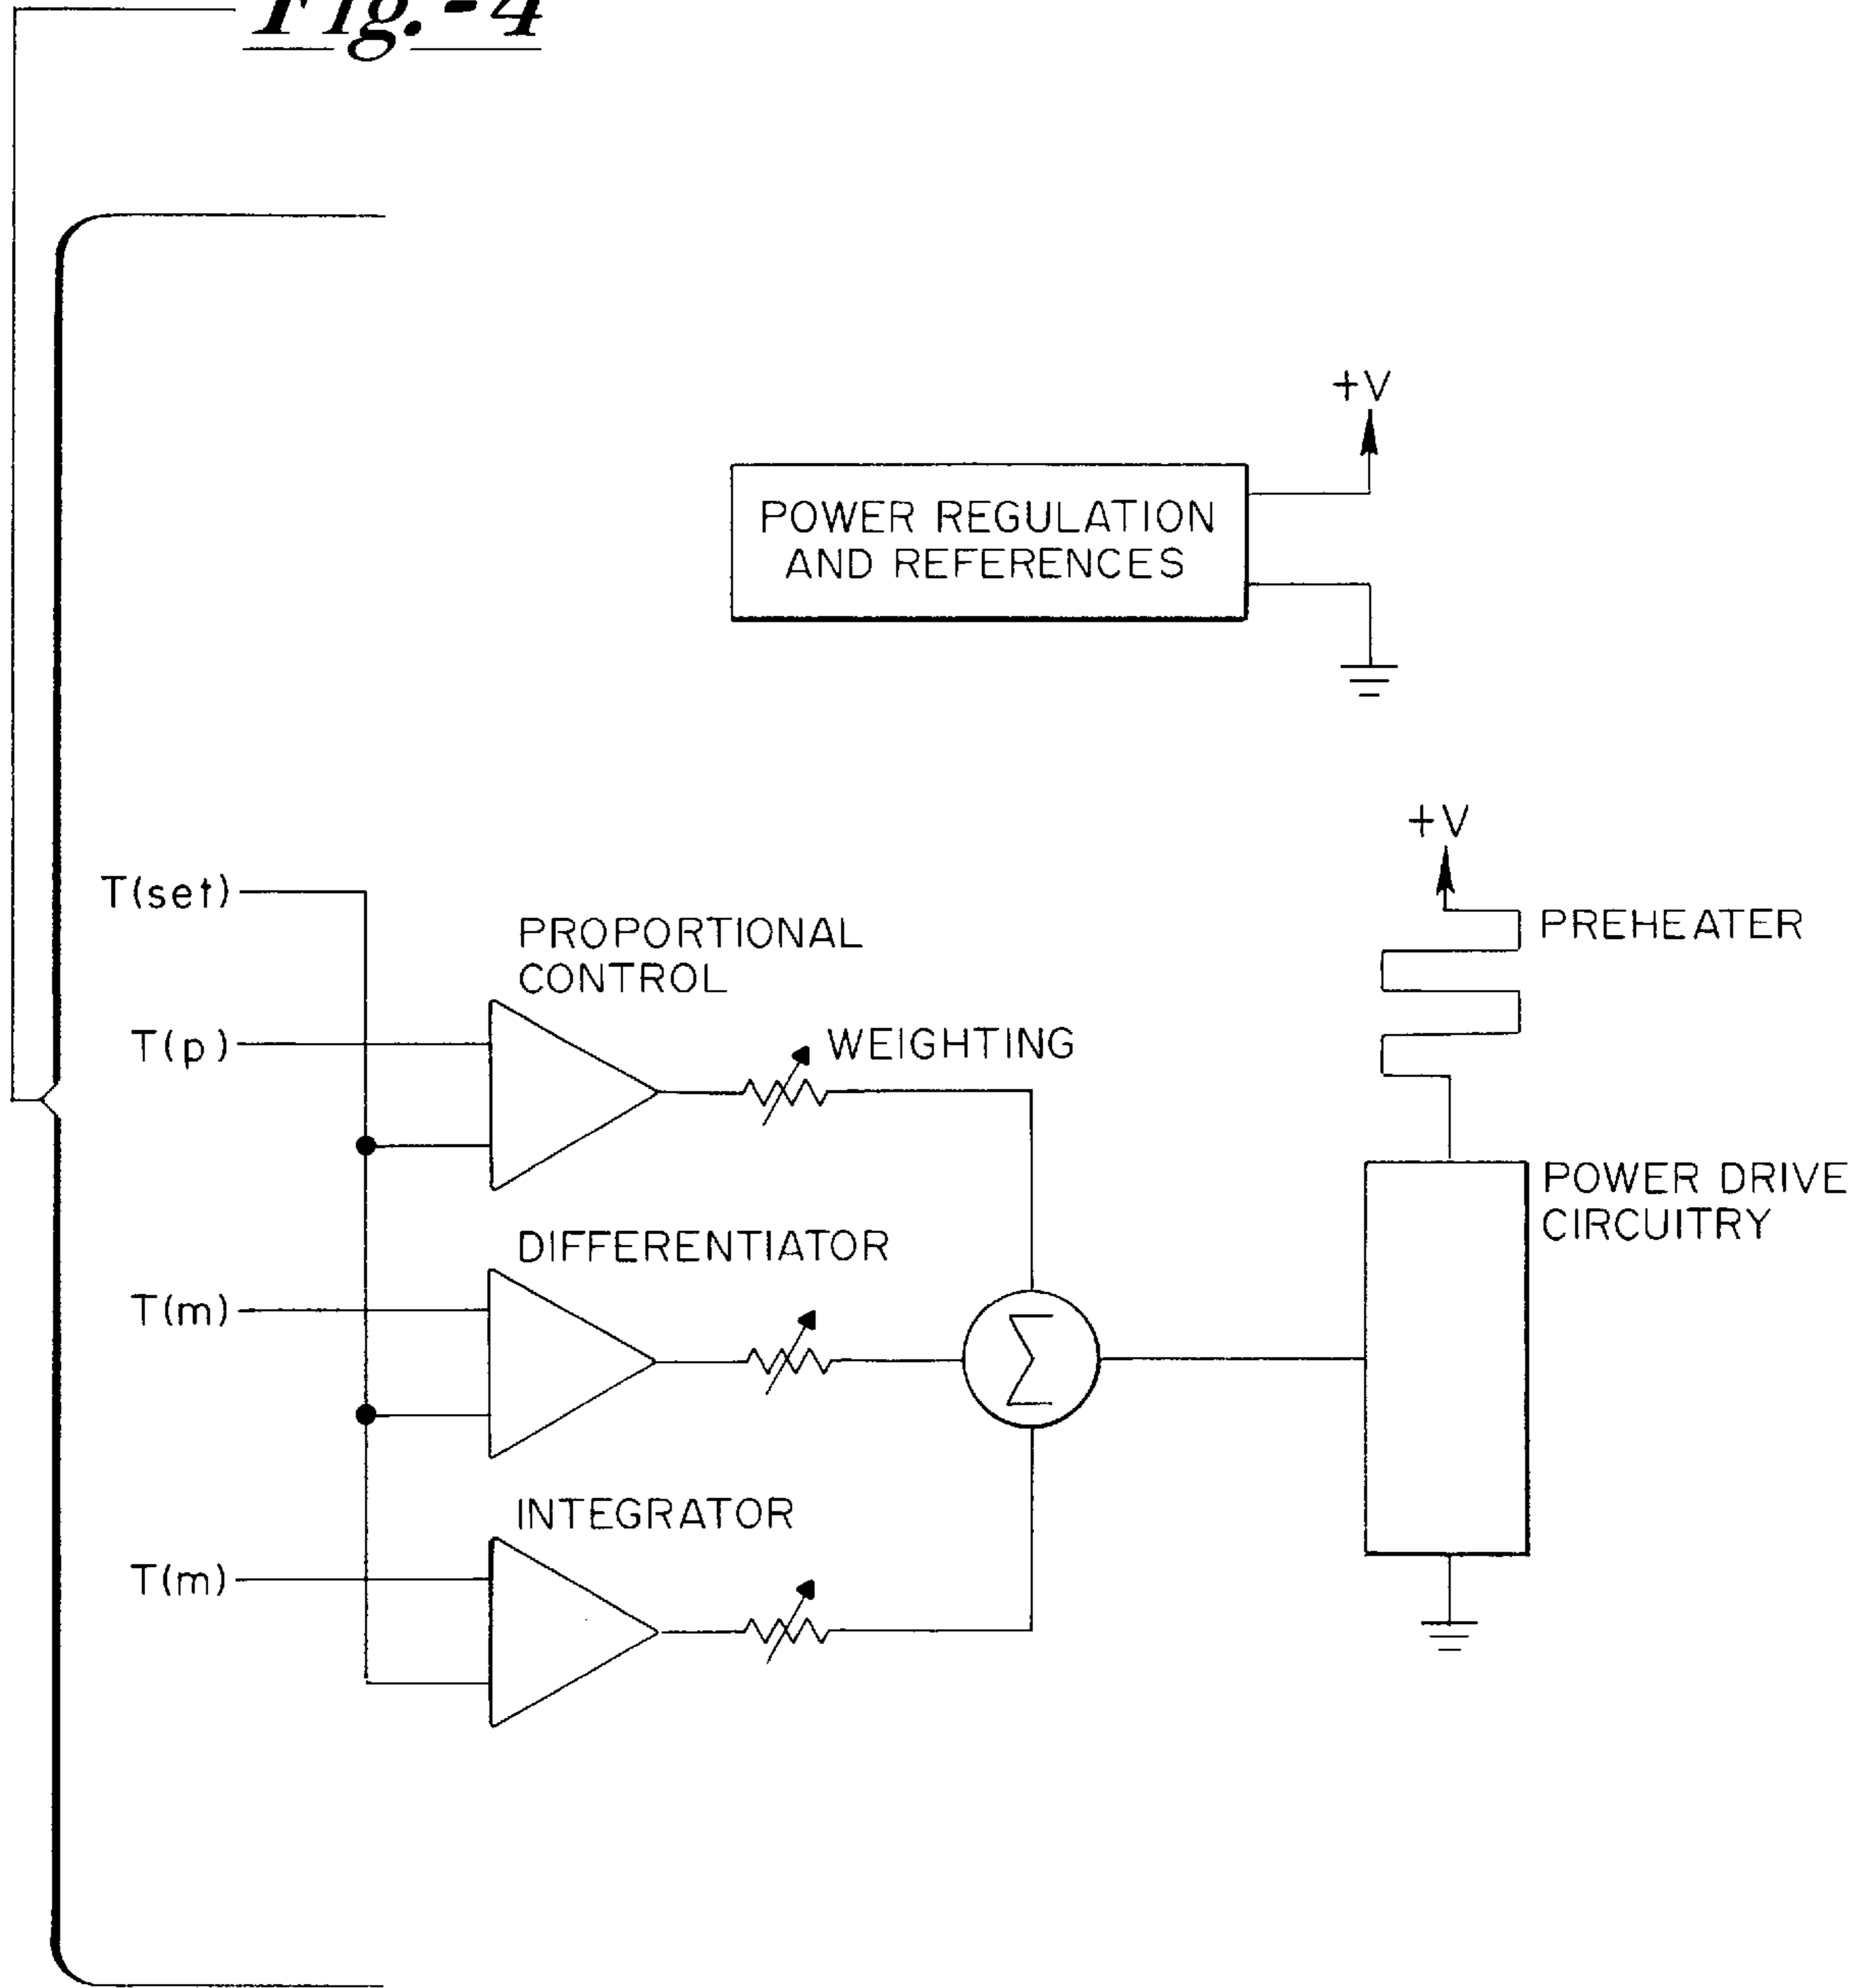 Fig.-4
+V
POWER REGULATION
AND REFERENCES
+V
T(set)
PREHEATER
PROPORTIONAL
CONTROL
T(p)
WEIGHTING
POWER DRIVE
CIRCUITRY
DIFFERENTIATOR
T(m)
Σ
INTEGRATOR
T(m)